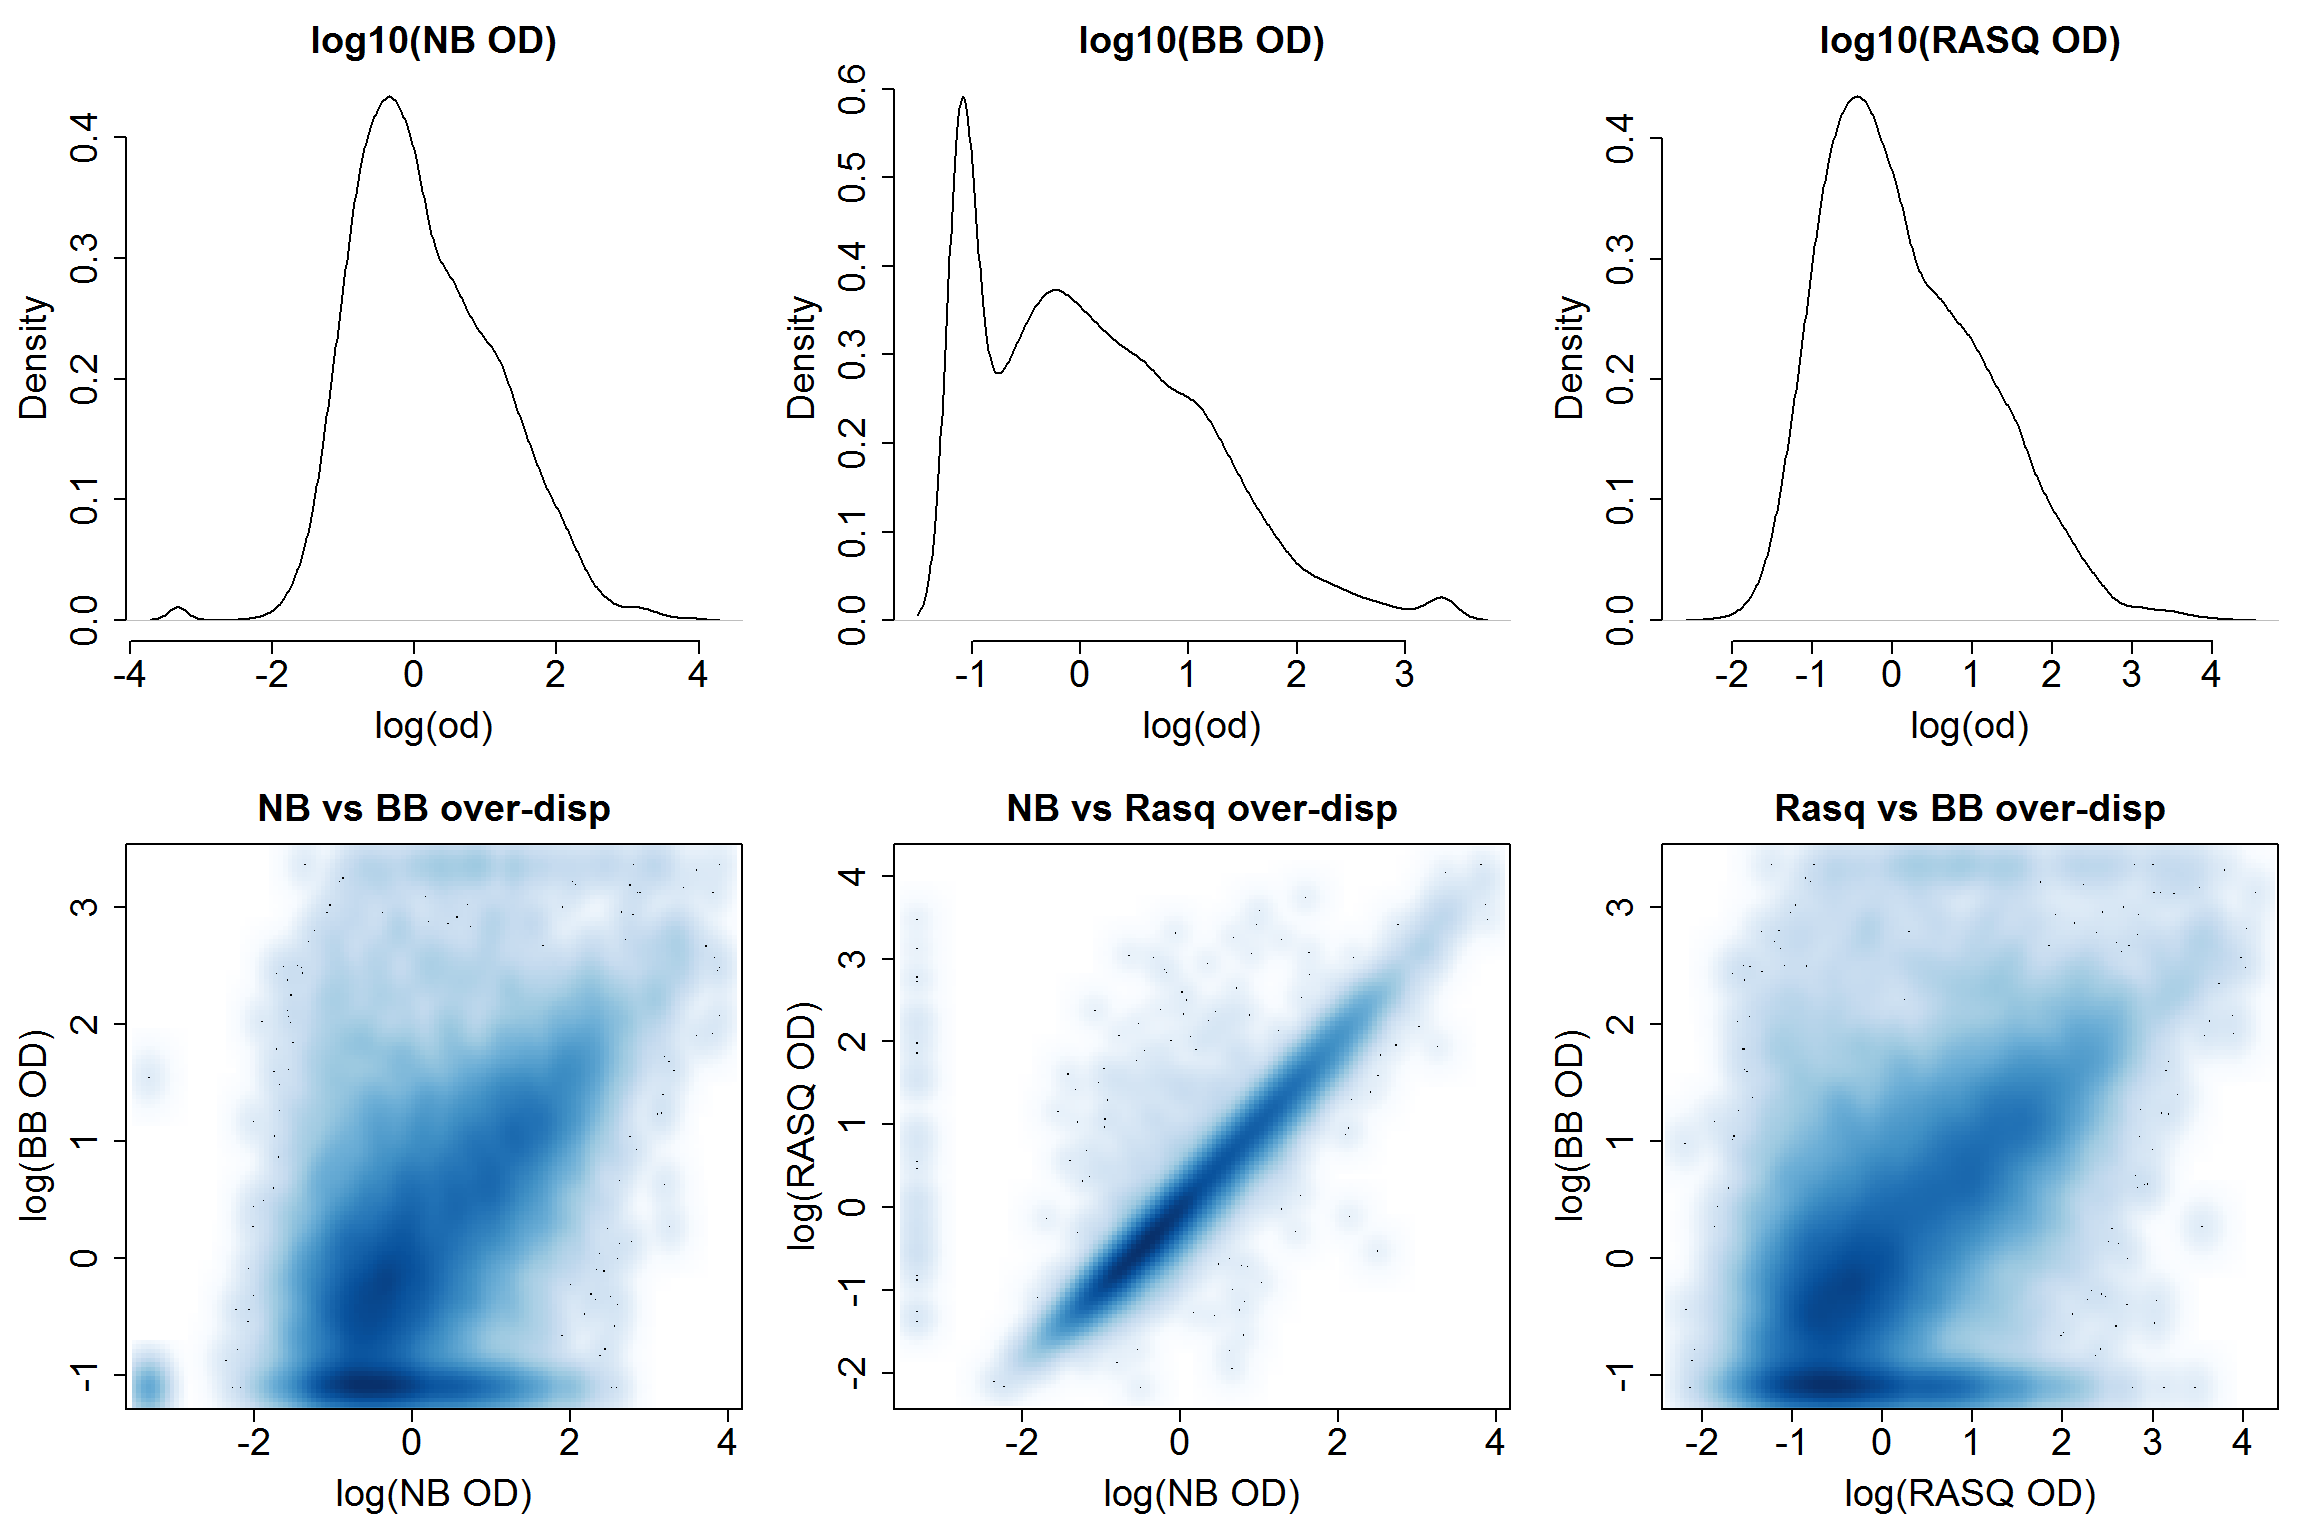 log10(NB OD)
Density
0.0 0.1 0.2 0.3 0.4
-4 -2 0 2 4
log(od)
log10(BB OD)
Density
0.0 0.1 0.2 0.3 0.4 0.5 0.6
-1 0 1 2 3
log(od)
log10(RASQ OD)
Density
0.0 0.1 0.2 0.3 0.4
-2 -1 0 1 2 3 4
log(od)
NB vs BB over-disp
log(BB OD)
-1 0 1 2 3
-2 0 2 4
log(NB OD)
NB vs Rasq over-disp
log(RASQ OD)
-2 -1 0 1 2 3 4
-2 0 2 4
log(NB OD)
Rasq vs BB over-disp
log(BB OD)
-1 0 1 2 3
-2 -1 0 1 2 3 4
log(RASQ OD)